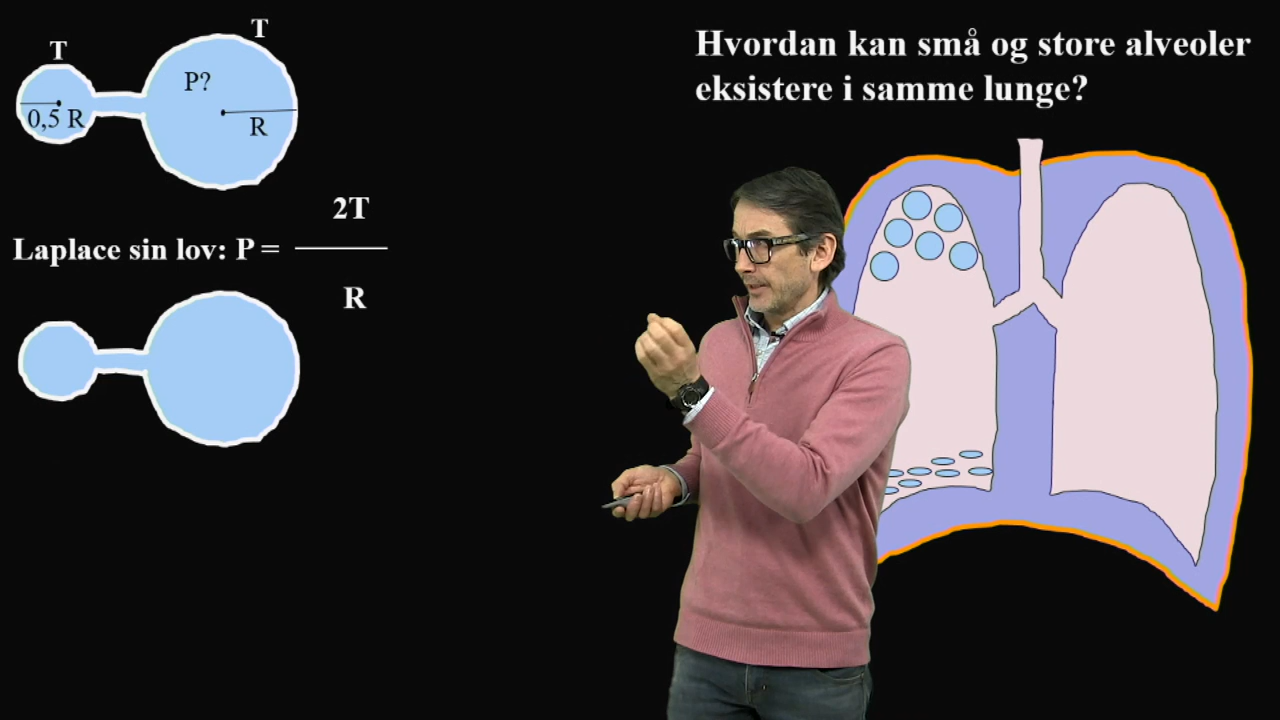 T
T
P?
0,5 R
R
Laplace sin lov: P =
2T
R
Hvordan kan små og store alveoler
eksistere i samme lunge?